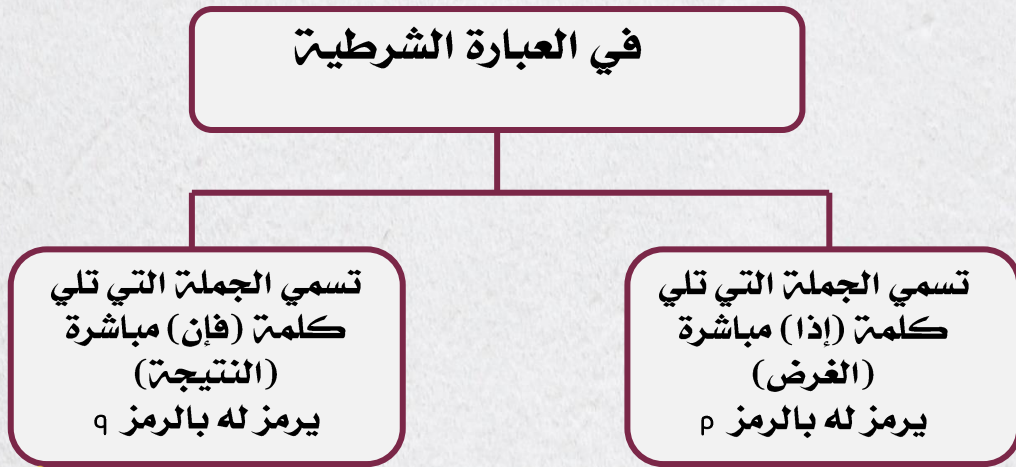 في العبارة الشرطية
تسمي الجملة التي تلي
كلمة (إذا) مباشرة
(الغرض)
يرمز له بالرمز p
تسمي الجملة التي تلي
كلمة (فإن) مباشرة
(النتيجة)
يرمز له بالرمز q